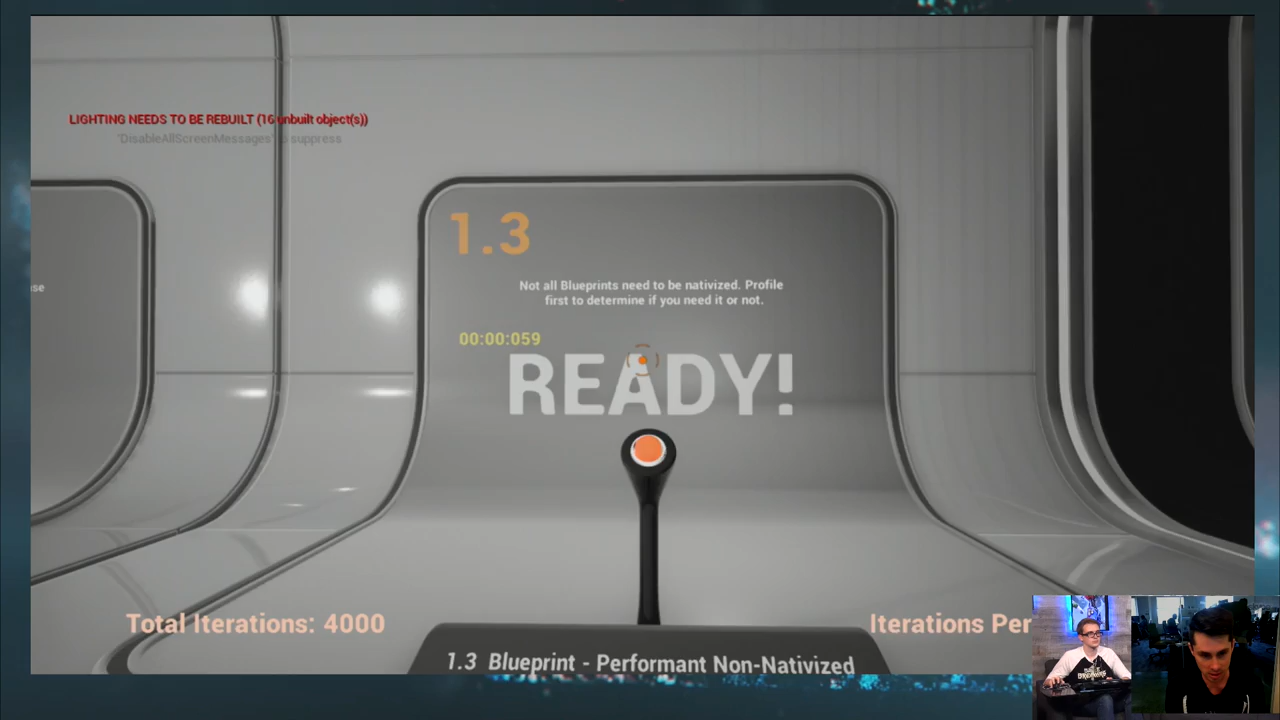 LIGHTING NEEDS TO BE REBUILT (16 unbuilt object(s))
'DisableAllScreenMessages' to suppress
1.3
Not all Blueprints need to be nativized. Profile
first to determine if you need it or not.
se
00:00:059
READY!
Total Iterations: 4000
Iterations Per
1.3 Blueprint - Performant Non-Nativized